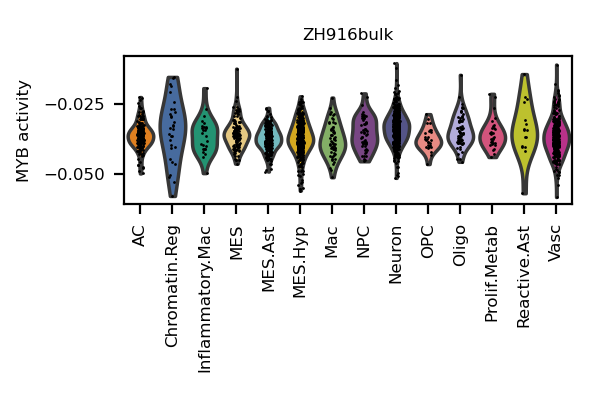 ZH916bulk
MYB activity
−0.025
−0.050
AC
Chromatin.Reg
Inflammatory.Mac
MES
MES.Ast
MES.Hyp
Mac
NPC
Neuron
OPC
Oligo
Prolif.Metab
Reactive.Ast
Vasc